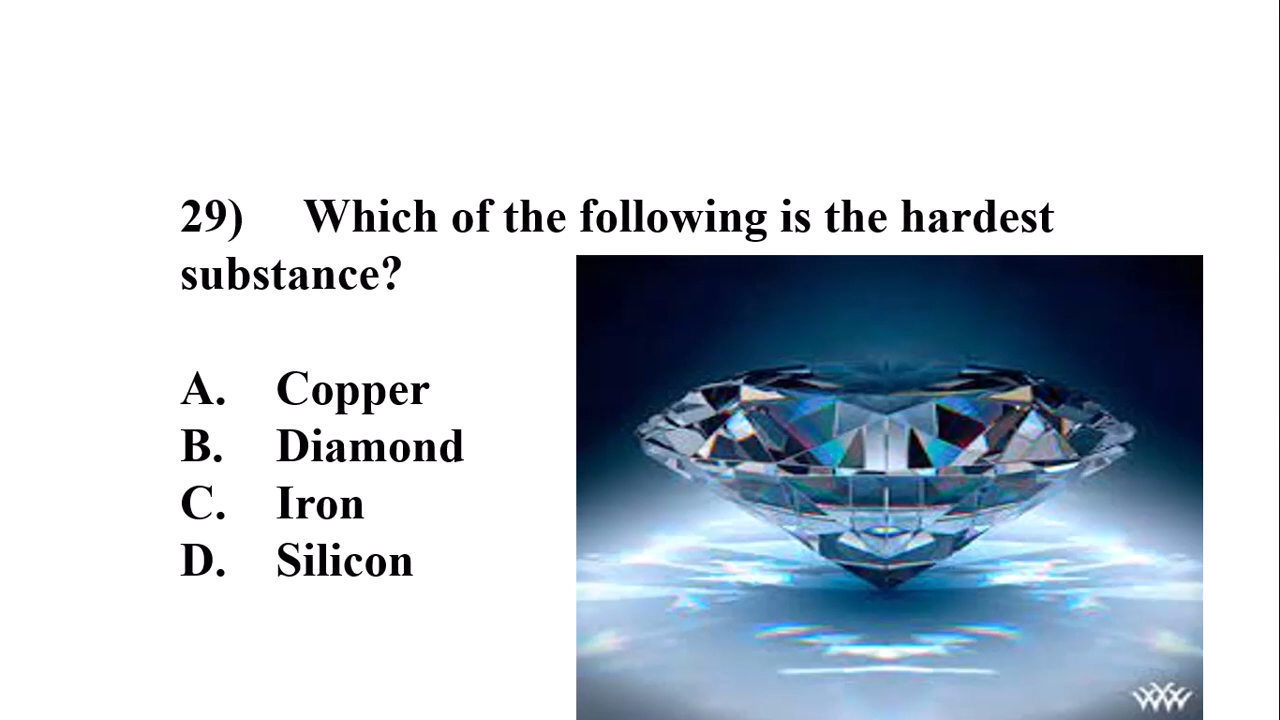 29) Which of the following is the hardest
substance?
A. Copper
B. Diamond
C. Iron
D. Silicon